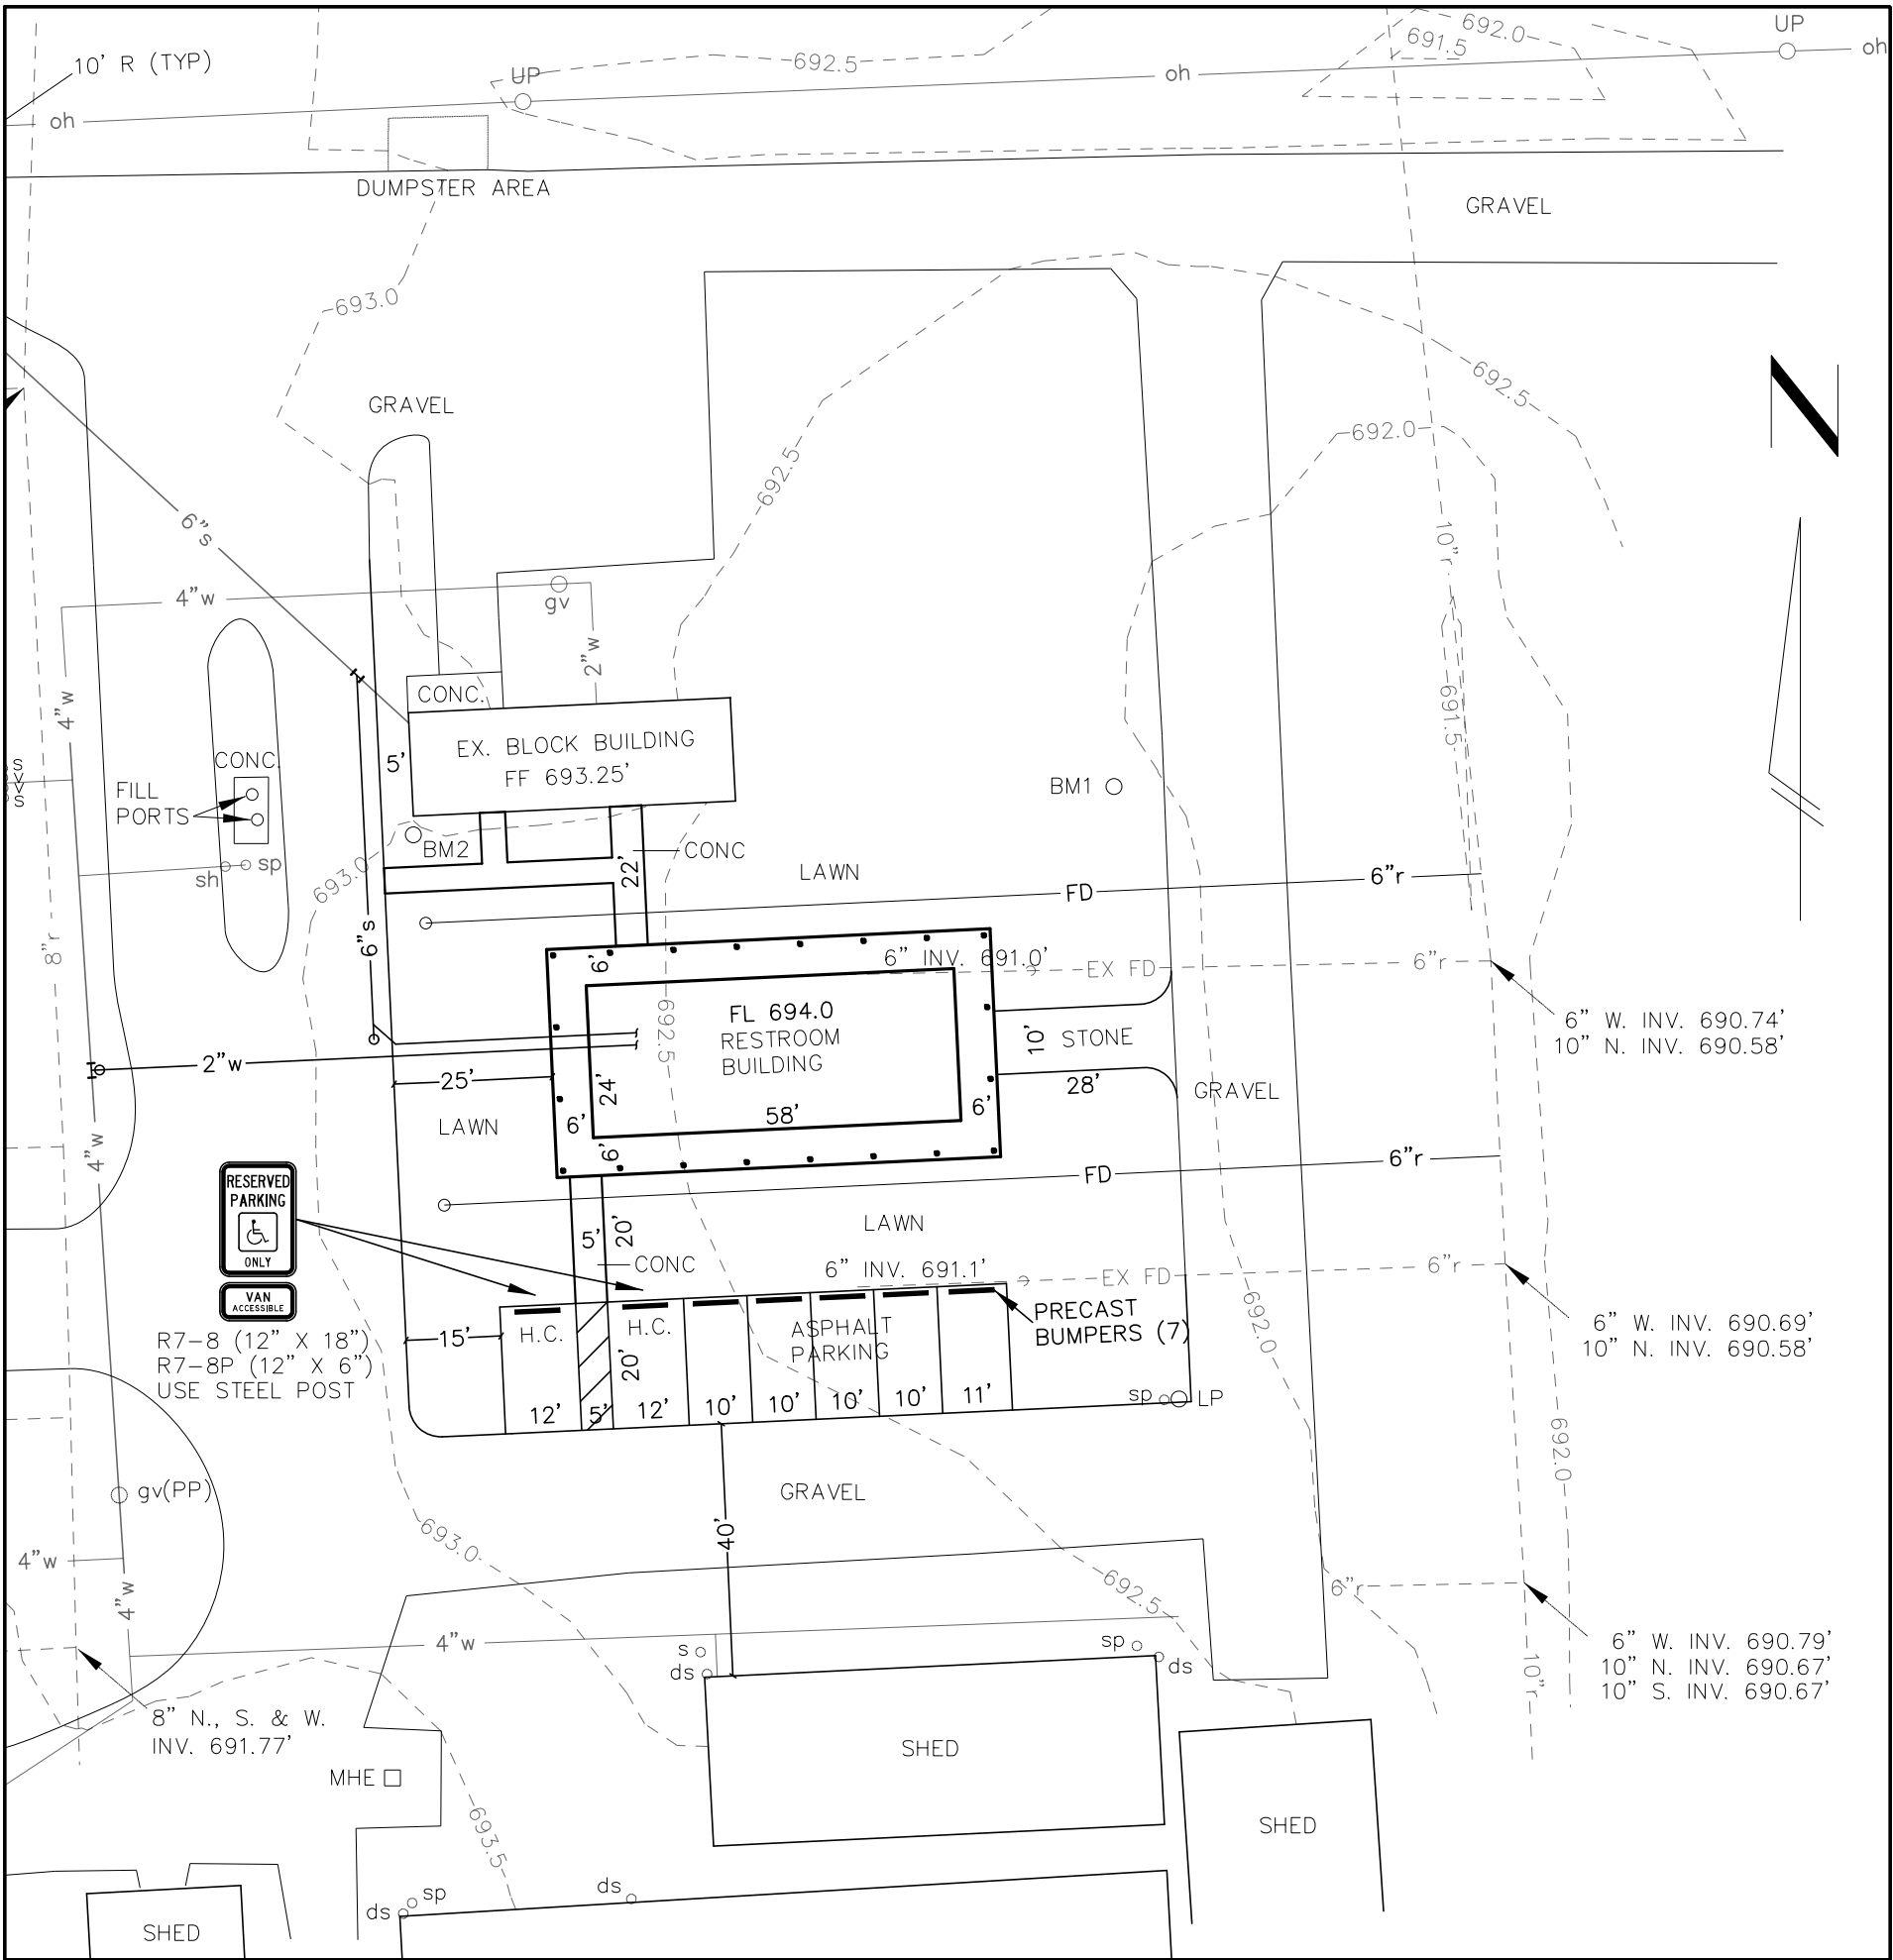 10' R (TYP)
UP
692.5
691.5
692.0
UP
oh
oh
oh
DUMPSTER AREA
GRAVEL
693.0
692.5
GRAVEL
692.0
N
692.5
6"s
10"r
4"w
gv
2"w
CONC.
4"w
EX. BLOCK BUILDING
FF 693.25'
5'
691.5
CONC.
FILL
PORTS
s
v
v
s
BM1
BM2
sh
sp
693.0
22'
CONC
LAWN
FD
6"r
8"r
6"s
6'
6" INV. 691.0'
EX FD
6"r
6" W. INV. 690.74'
10" N. INV. 690.58'
692.5
FL 694.0
RESTROOM
BUILDING
10'
STONE
2"w
25'
24'
28'
GRAVEL
58'
6'
6'
6'
LAWN
4"w
FD
6"r
RESERVED
PARKING
ONLY
VAN
ACCESSIBLE
R7-8 (12" X 18")
R7-8P (12" X 6")
USE STEEL POST
5'
20'
LAWN
CONC
6" INV. 691.1'
EX FD
6"r
6" W. INV. 690.69'
10" N. INV. 690.58'
692.0
PRECAST
BUMPERS (7)
15'
H.C.
H.C.
ASPHALT
PARKING
20'
12'
5'
12'
10'
10'
10'
10'
11'
sp
LP
692.0
gv(PP)
GRAVEL
40'
693.0
4"w
4"w
692.5
6"r
4"w
s
ds
sp
ds
6" W. INV. 690.79'
10" N. INV. 690.67'
10" S. INV. 690.67'
10"r
8" N., S. & W.
INV. 691.77'
SHED
MHE
SHED
693.5
ds
sp
ds
SHED